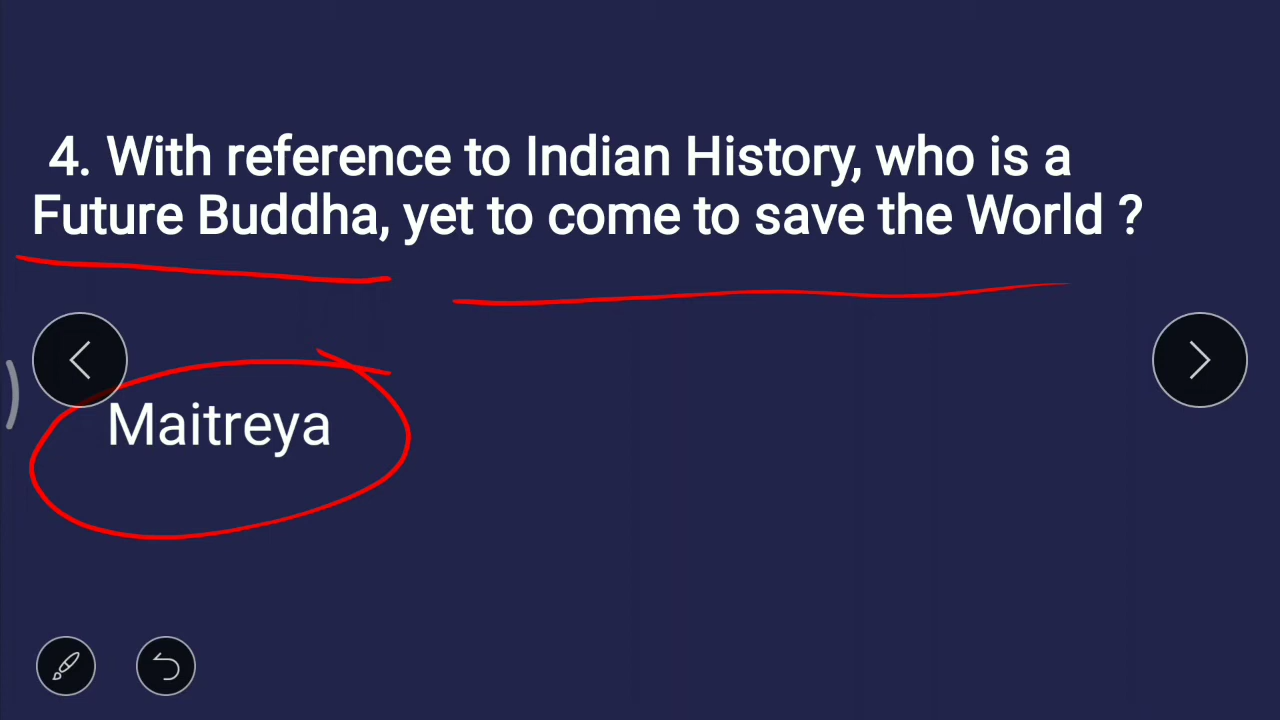 4. With reference to Indian History, who is a
Future Buddha, yet to come to save the World ?
Maitreya